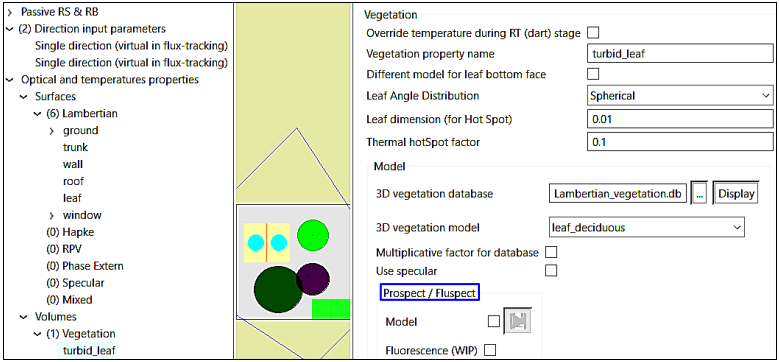 Passive RS & RB
(2) Direction input parameters
Single direction (virtual in flux-tracking)
Single direction (virtual in flux-tracking)
Optical and temperatures properties
Surfaces
(6) Lambertian
ground
trunk
wall
roof
leaf
window
(0) Hapke
(0) RPV
(0) Phase Extern
(0) Specular
(0) Mixed
Volumes
(1) Vegetation
turbid_leaf
Vegetation
Override temperature during RT (dart) stage
Vegetation property name turbid_leaf
Different model for leaf bottom face
Leaf Angle Distribution Spherical
Leaf dimension (for Hot Spot) 0.01
Thermal hotSpot factor 0.1
Model
3D vegetation database Lambertian_vegetation.db ... Display
3D vegetation model leaf_deciduous
Multiplicative factor for database
Use specular
Prospect / Fluspect
Model
Fluorescence (WIP)